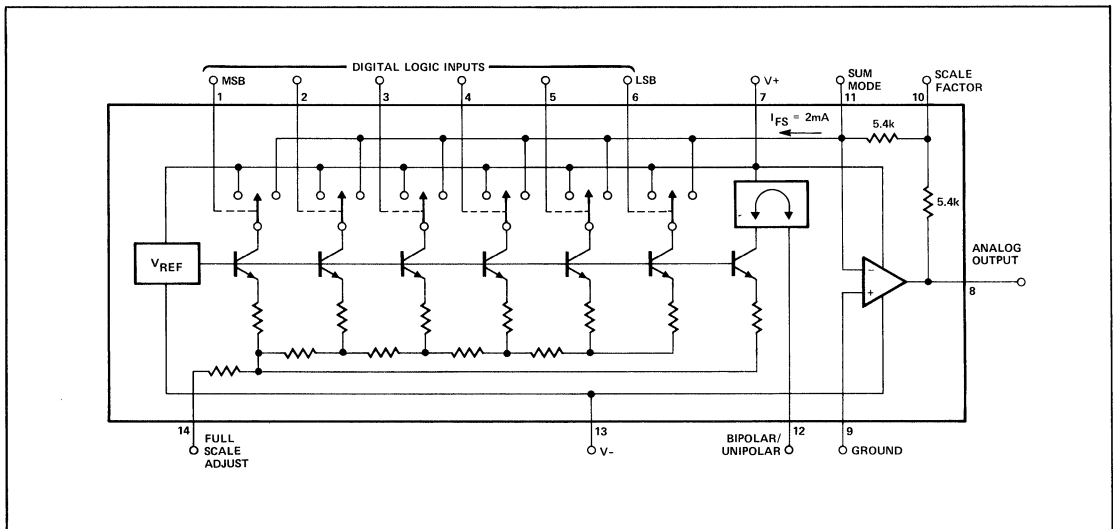 DIGITAL LOGIC INPUTS
MSB
LSB
V+
SUM
MODE
SCALE
FACTOR
1
2
3
4
5
6
7
11
10
I_FS = 2mA
5.4k
5.4k
V_REF
ANALOG
OUTPUT
−
+
8
14
FULL
SCALE
ADJUST
13
V-
BIPOLAR/
UNIPOLAR
12
9
GROUND